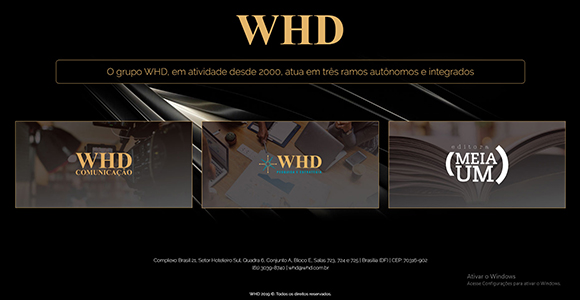 WHD
O grupo WHD, em atividade desde 2000, atua em três ramos autônomos e integrados
WHD
COMUNICAÇÃO
WHD
editora
(MEIA
UM)
Complexo Brasil 21, Setor Hoteleiro Sul, Quadra 6, Conjunto A, Bloco E, Salas 723, 724 e 725 | Brasília (DF) | CEP: 70316-902
(61) 3039-8740 | whd@whd.com.br
Ativar o Windows
Acesse Configurações para ativar o Windows.
WHD 2019 ©. Todos os direitos reservados.